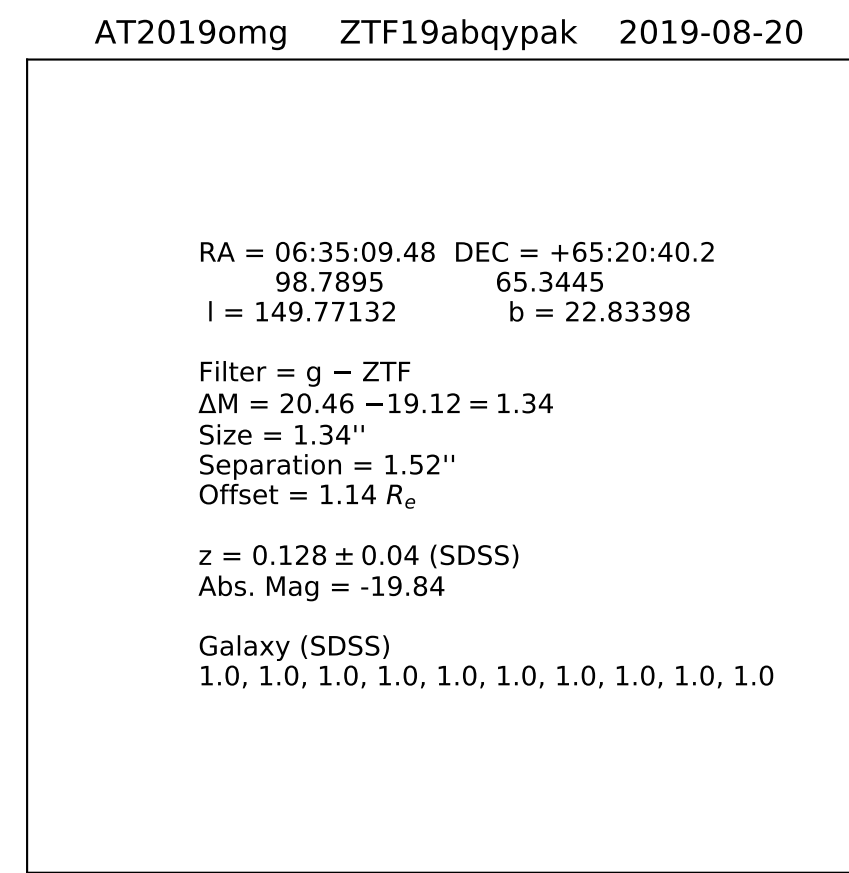 AT2019omg ZTF19abqypak 2019-08-20
RA = 06:35:09.48 DEC = +65:20:40.2
98.7895 65.3445
l = 149.77132 b = 22.83398
Filter = g − ZTF
ΔM = 20.46 −19.12 = 1.34
Size = 1.34''
Separation = 1.52''
Offset = 1.14 Rₑ
z = 0.128 ± 0.04 (SDSS)
Abs. Mag = -19.84
Galaxy (SDSS)
1.0, 1.0, 1.0, 1.0, 1.0, 1.0, 1.0, 1.0, 1.0, 1.0